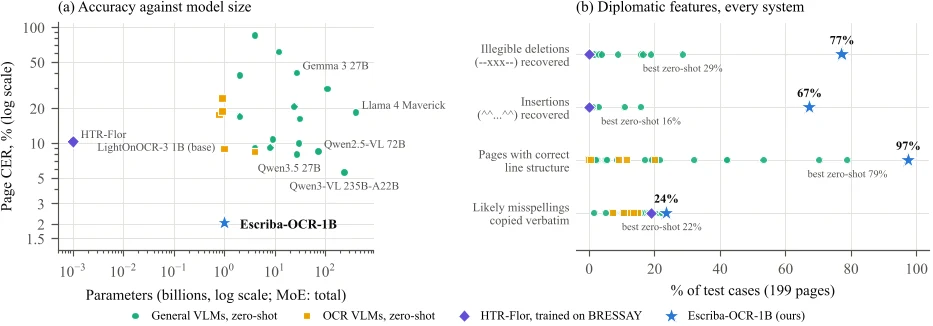 (a) Accuracy against model size
Page CER, % (log scale)
100
50
20
10
5
3
2
1.5
Gemma 3 27B
Llama 4 Maverick
HTR-Flor
LightOnOCR-3 1B (base)
Qwen2.5-VL 72B
Qwen3.5 27B
Qwen3-VL 235B-A22B
Escriba-OCR-1B
10⁻³ 10⁻² 10⁻¹ 10⁰ 10¹ 10²
Parameters (billions, log scale; MoE: total)
(b) Diplomatic features, every system
Illegible deletions
(--xxx--) recovered
77%
best zero-shot 29%
Insertions
(^^...^^) recovered
67%
best zero-shot 16%
Pages with correct
line structure
97%
best zero-shot 79%
Likely misspellings
copied verbatim
24%
best zero-shot 22%
0 20 40 60 80 100
% of test cases (199 pages)
General VLMs, zero-shot OCR VLMs, zero-shot HTR-Flor, trained on BRESSAY Escriba-OCR-1B (ours)